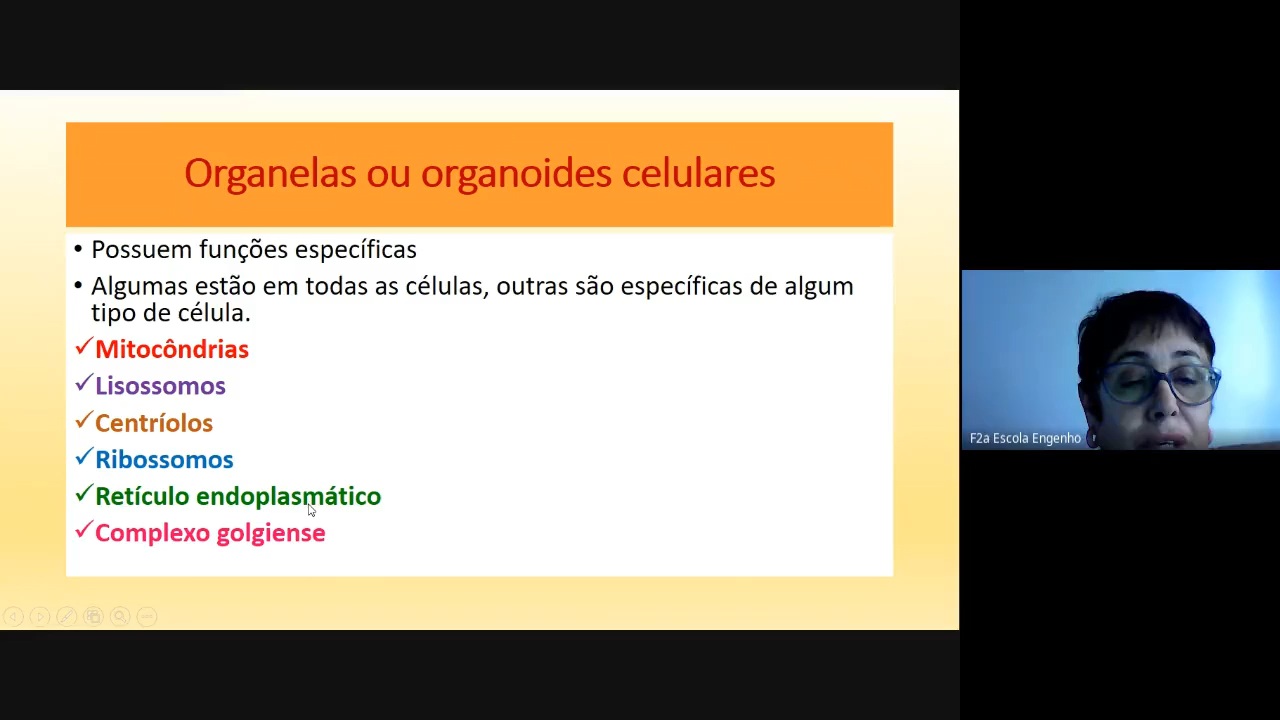 Organelas ou organoides celulares
• Possuem funções específicas
• Algumas estão em todas as células, outras são específicas de algum
tipo de célula.
✓Mitocôndrias
✓Lisossomos
✓Centríolos
✓Ribossomos
✓Retículo endoplasmático
✓Complexo golgiense
F2a Escola Engenho